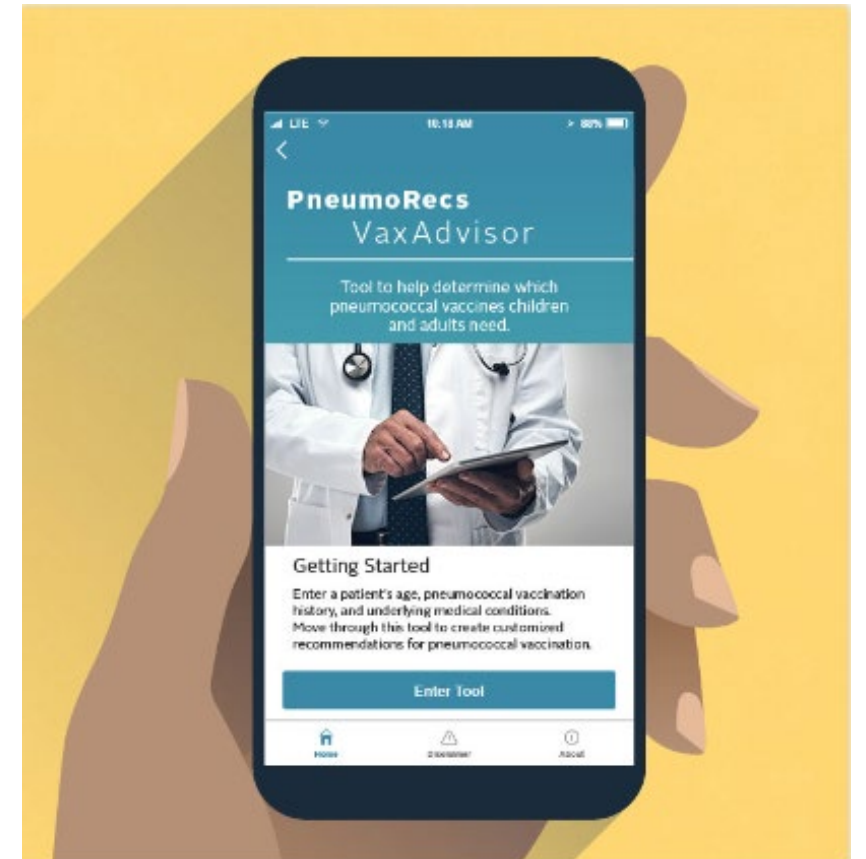 LTE 10:18 AM 88%
PneumoRecs
VaxAdvisor
Tool to help determine which
pneumococcal vaccines children
and adults need.
Getting Started
Enter a patient's age, pneumococcal vaccination
history, and underlying medical conditions.
Move through this tool to create customized
recommendations for pneumococcal vaccination.
Enter Tool
Home Disclaimer About